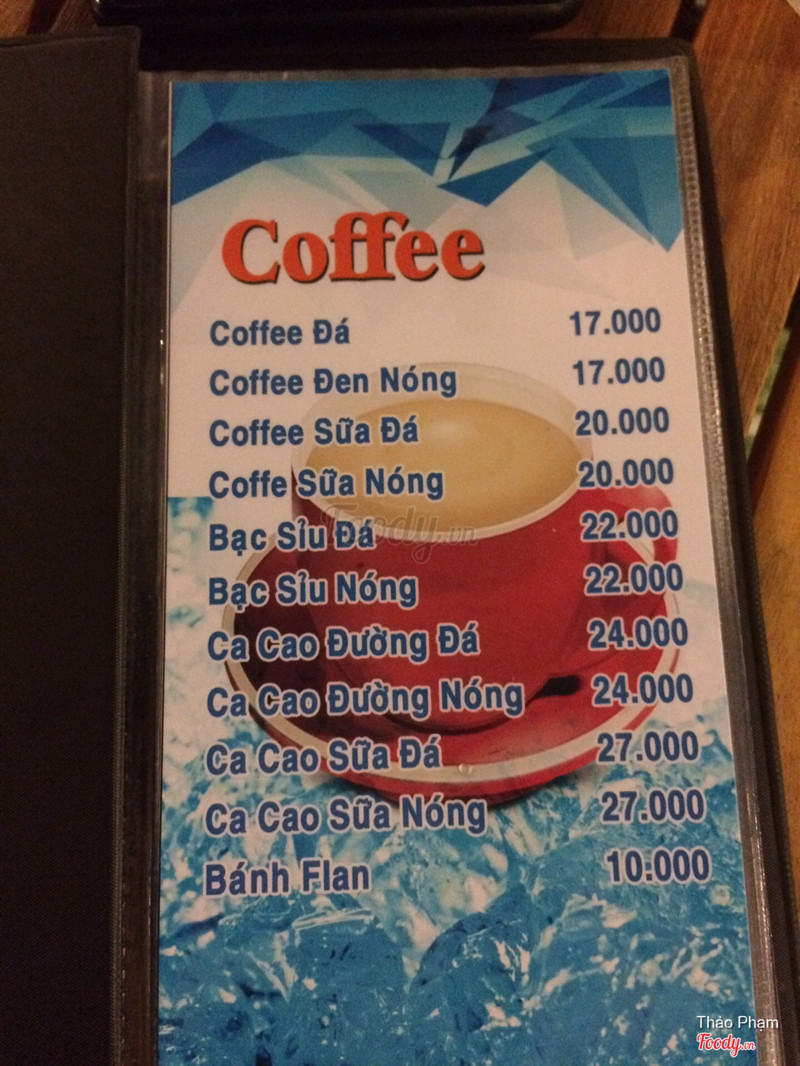 Coffee
Coffee Đá 17.000
Coffee Đen Nóng 17.000
Coffee Sữa Đá 20.000
Coffe Sữa Nóng 20.000
Bạc Sỉu Đá 22.000
Bạc Sỉu Nóng 22.000
Ca Cao Đường Đá 24.000
Ca Cao Đường Nóng 24.000
Ca Cao Sữa Đá 27.000
Ca Cao Sữa Nóng 27.000
Bánh Flan 10.000
Foody.vn
Thảo Phạm
Foody.vn